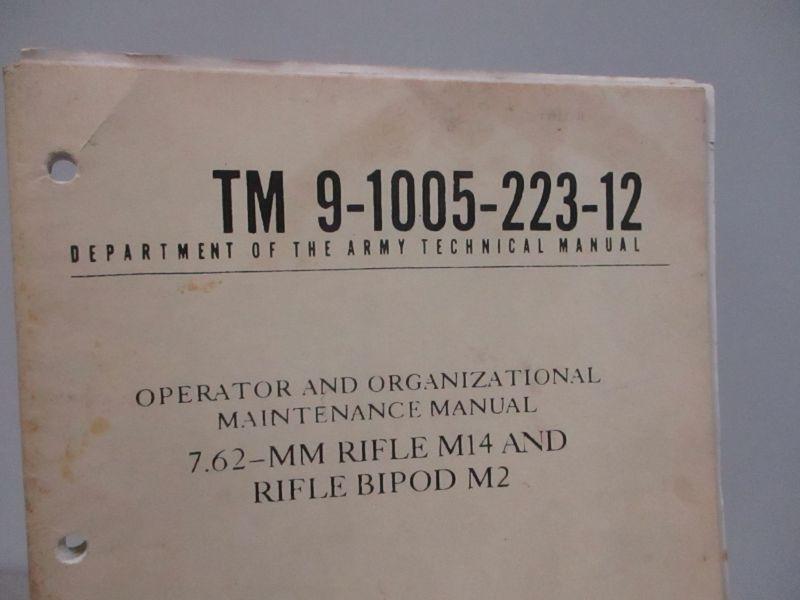 TM 9-1005-223-12
DEPARTMENT OF THE ARMY TECHNICAL MANUAL
OPERATOR AND ORGANIZATIONAL
MAINTENANCE MANUAL
7.62-MM RIFLE M14 AND
RIFLE BIPOD M2